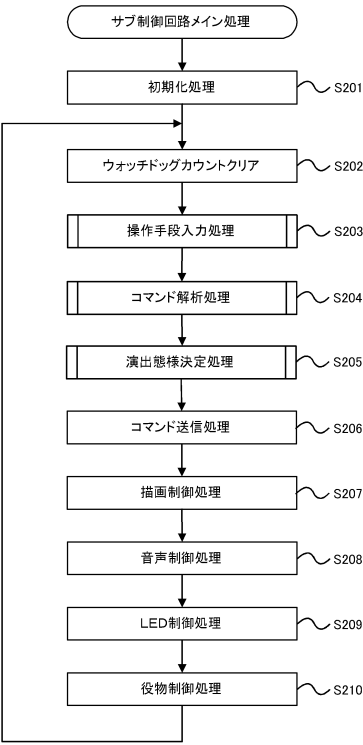 サブ制御回路メイン処理
初期化処理 S201
ウォッチドッグカウントクリア S202
操作手段入力処理 S203
コマンド解析処理 S204
演出態様決定処理 S205
コマンド送信処理 S206
描画制御処理 S207
音声制御処理 S208
LED制御処理 S209
役物制御処理 S210